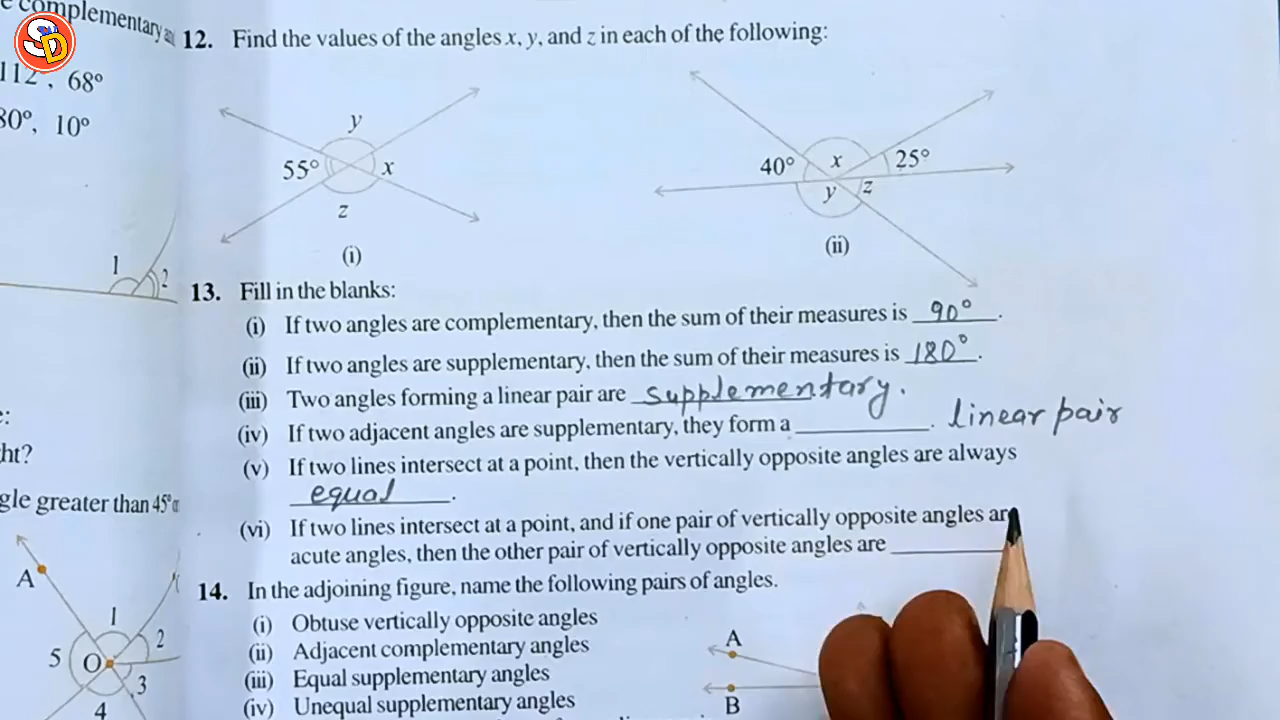 SD
complementary
112°, 68°
80°, 10°
1 2
ht?
gle greater than 45°
A
1
5 O 2
3
4
12. Find the values of the angles x, y, and z in each of the following:
y
55° x
z
(i)
40° x 25°
y z
(ii)
13. Fill in the blanks:
(i) If two angles are complementary, then the sum of their measures is 90°.
(ii) If two angles are supplementary, then the sum of their measures is 180°.
(iii) Two angles forming a linear pair are supplementary.
(iv) If two adjacent angles are supplementary, they form a __________. linear pair
(v) If two lines intersect at a point, then the vertically opposite angles are always
equal.
(vi) If two lines intersect at a point, and if one pair of vertically opposite angles are
acute angles, then the other pair of vertically opposite angles are __________
14. In the adjoining figure, name the following pairs of angles.
(i) Obtuse vertically opposite angles
(ii) Adjacent complementary angles
(iii) Equal supplementary angles
(iv) Unequal supplementary angles
A
B